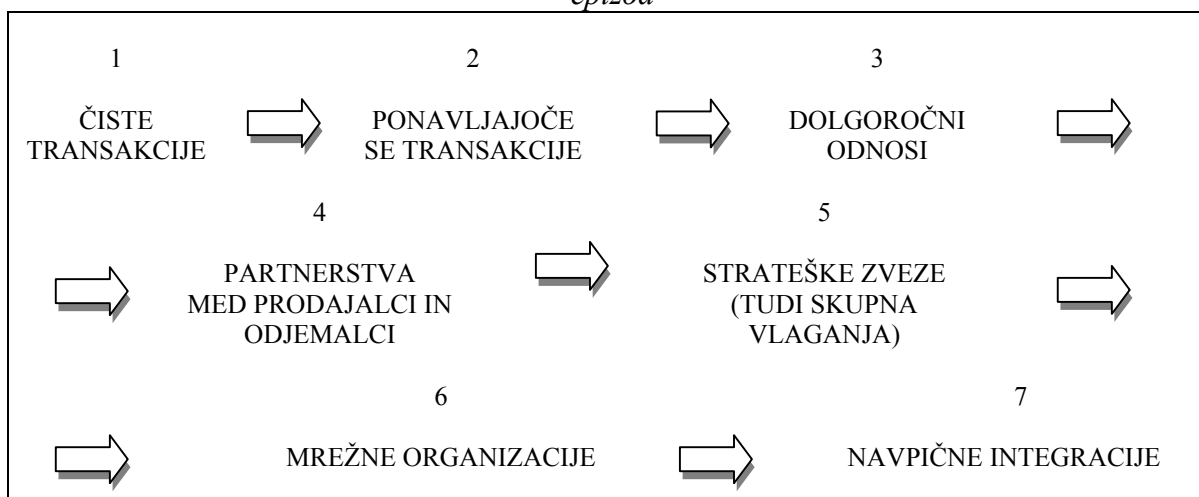 epizod
1
2
3
ČISTE
TRANSAKCIJE
PONAVLJAJOČE
SE TRANSAKCIJE
DOLGOROČNI
ODNOSI
4
5
PARTNERSTVA
MED PRODAJALCI IN
ODJEMALCI
STRATEŠKE ZVEZE
(TUDI SKUPNA
VLAGANJA)
6
7
MREŽNE ORGANIZACIJE
NAVPIČNE INTEGRACIJE